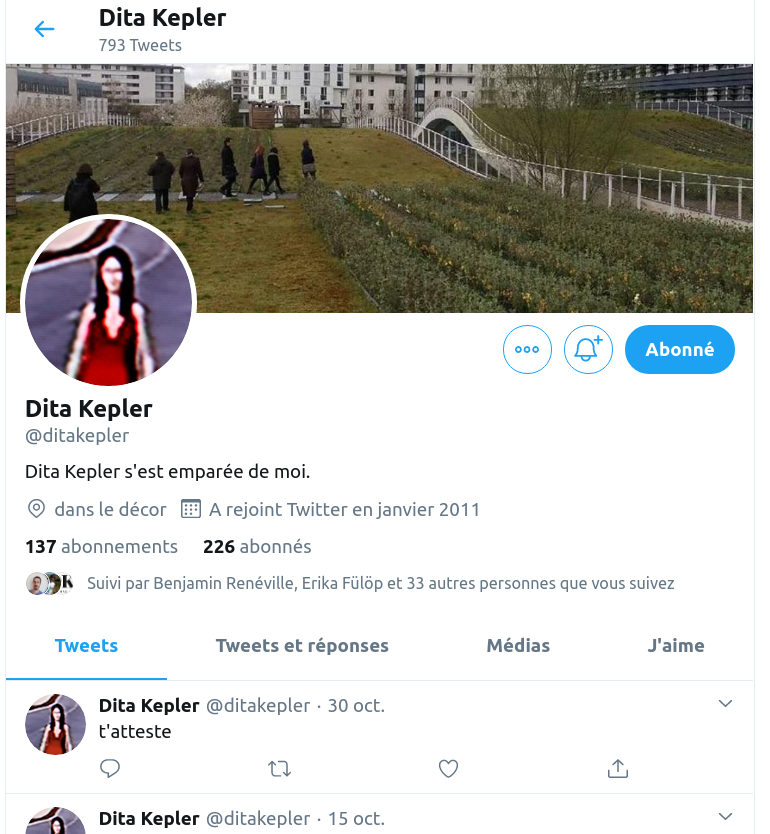 Dita Kepler
793 Tweets
Abonné
Dita Kepler
@ditakepler
Dita Kepler s'est emparée de moi.
dans le décor A rejoint Twitter en janvier 2011
137 abonnements 226 abonnés
Suivi par Benjamin Renéville, Erika Fülöp et 33 autres personnes que vous suivez
Tweets Tweets et réponses Médias J'aime
Dita Kepler @ditakepler · 30 oct.
t'atteste
Dita Kepler @ditakepler · 15 oct.